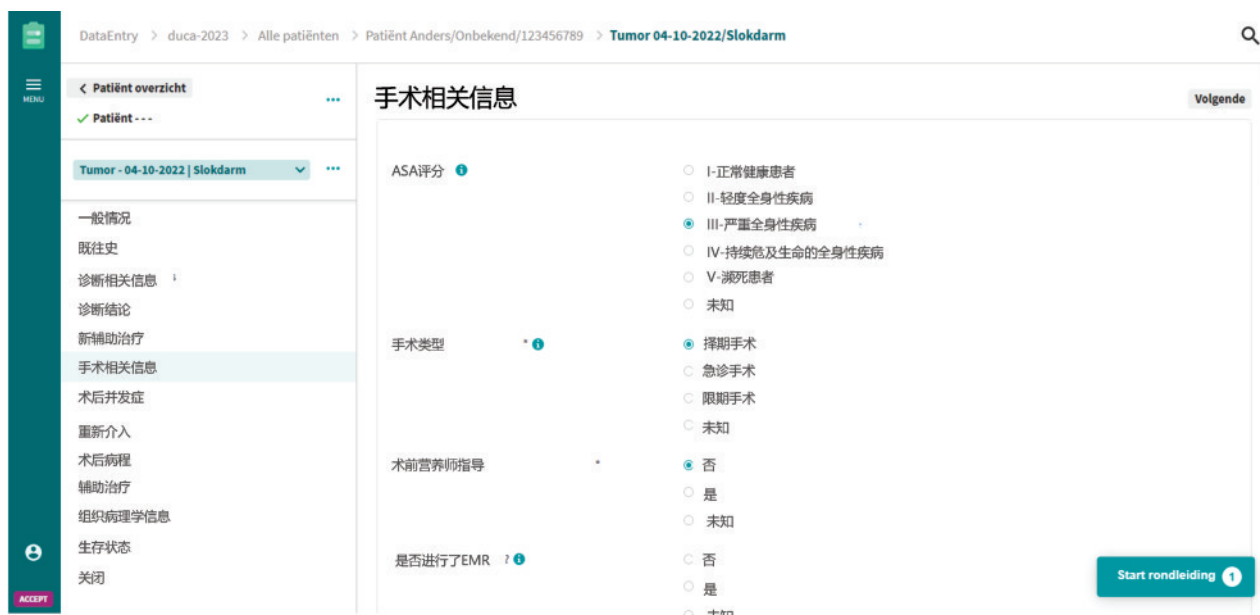 DataEntry > duca-2023 > Alle patiënten > Patiënt Anders/Onbekend/123456789 > Tumor 04-10-2022/Slokdarm
MENU
Patiënt overzicht
Patiënt - - -
Tumor - 04-10-2022 | Slokdarm
一般情况
既往史
诊断相关信息
诊断结论
新辅助治疗
手术相关信息
术后并发症
重新介入
术后病程
辅助治疗
组织病理学信息
生存状态
关闭
ACCEPT
手术相关信息
Volgende
ASA评分
I-正常健康患者
II-轻度全身性疾病
III-严重全身性疾病
IV-持续危及生命的全身性疾病
V-濒死患者
未知
手术类型 *
择期手术
急诊手术
限期手术
未知
术前营养师指导 *
否
是
未知
是否进行了EMR ?
否
是
未知
Start rondleiding 1